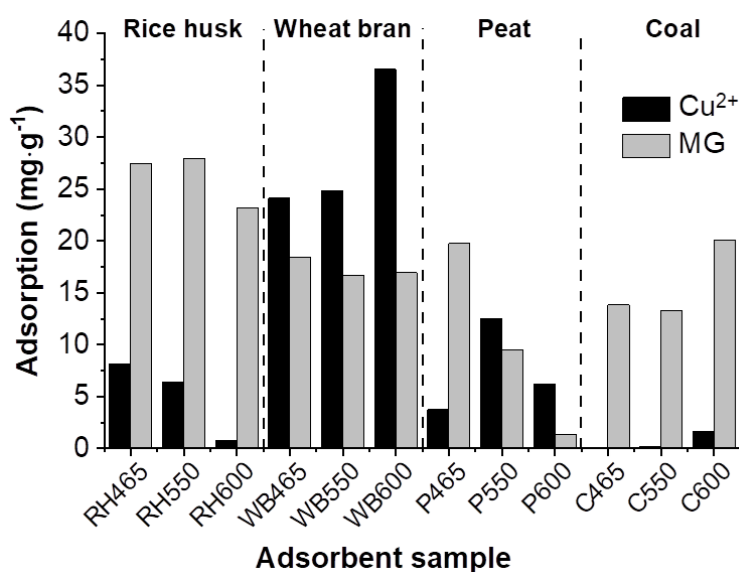 Rice husk Wheat bran Peat Coal
Cu²⁺
MG
Adsorption (mg·g⁻¹)
40
35
30
25
20
15
10
5
0
RH465 RH550 RH600 WB465 WB550 WB600 P465 P550 P600 C465 C550 C600
Adsorbent sample